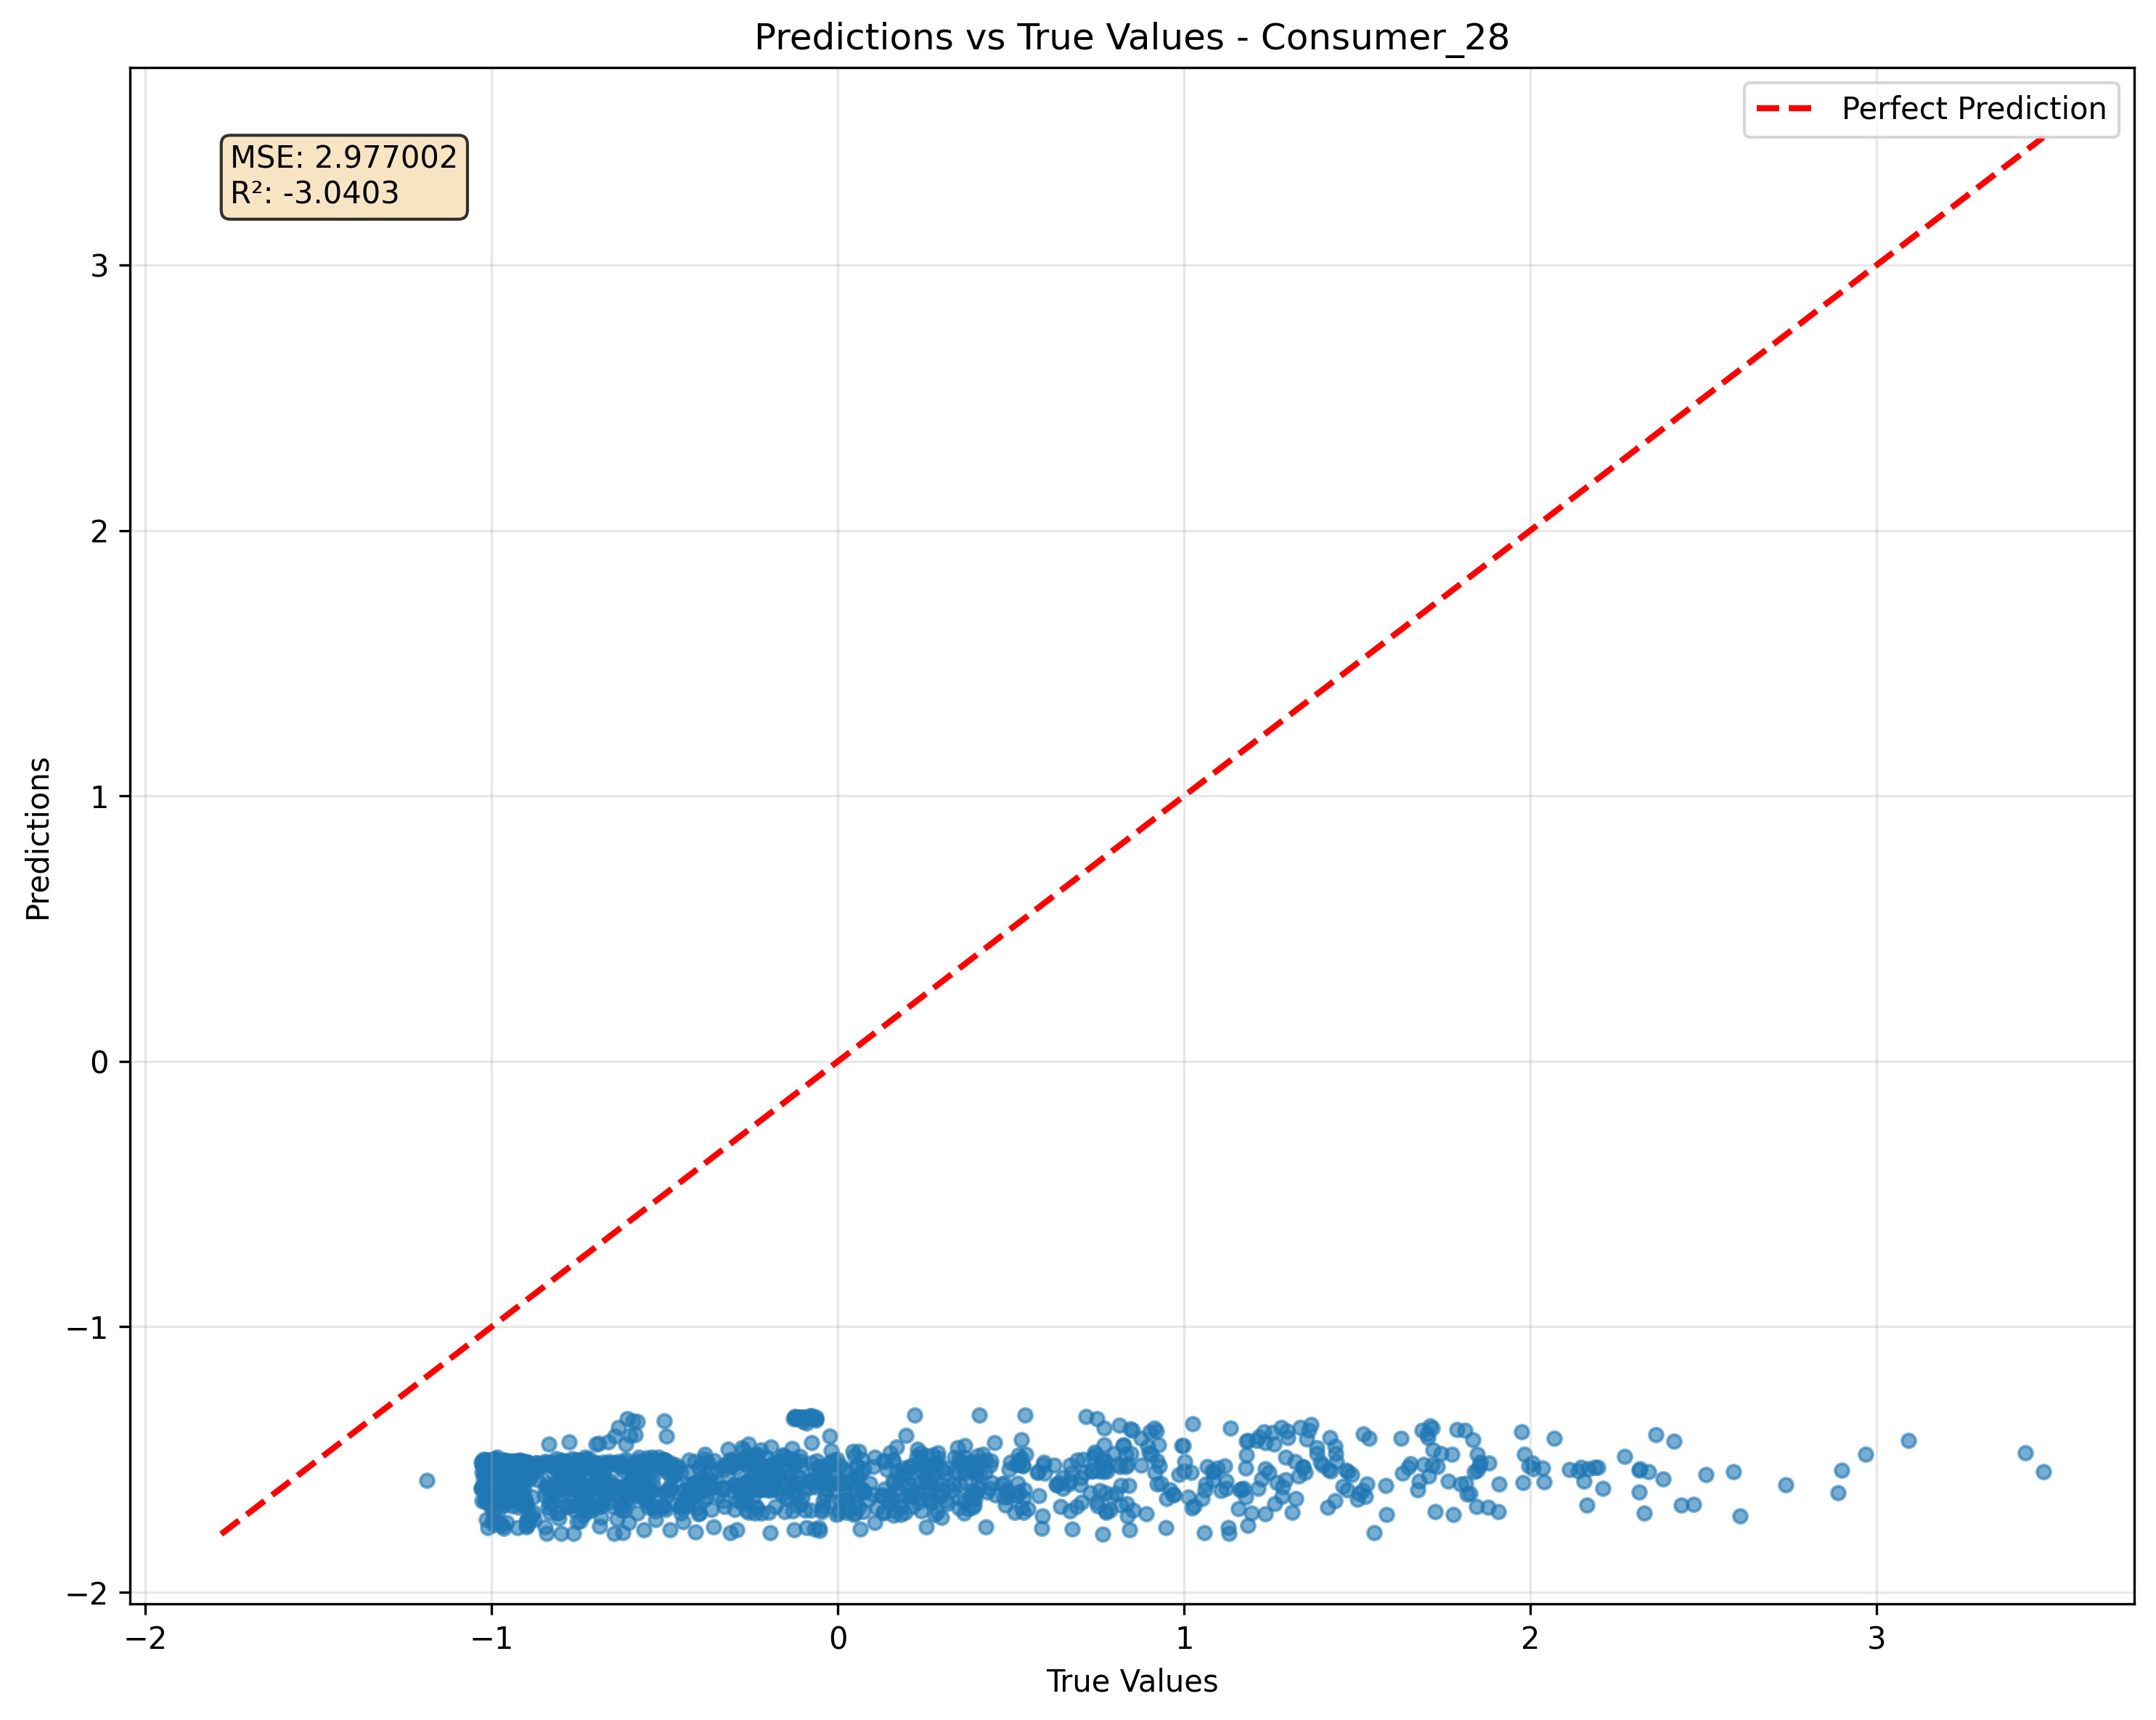 Predictions vs True Values - Consumer_28
Perfect Prediction
MSE: 2.977002
R²: -3.0403
3
2
1
0
−1
−2
Predictions
−2
−1
0
1
2
3
True Values